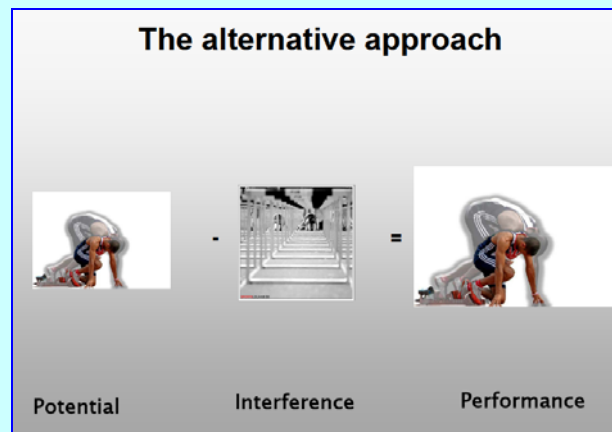 The alternative approach
-
=
Potential
Interference
Performance